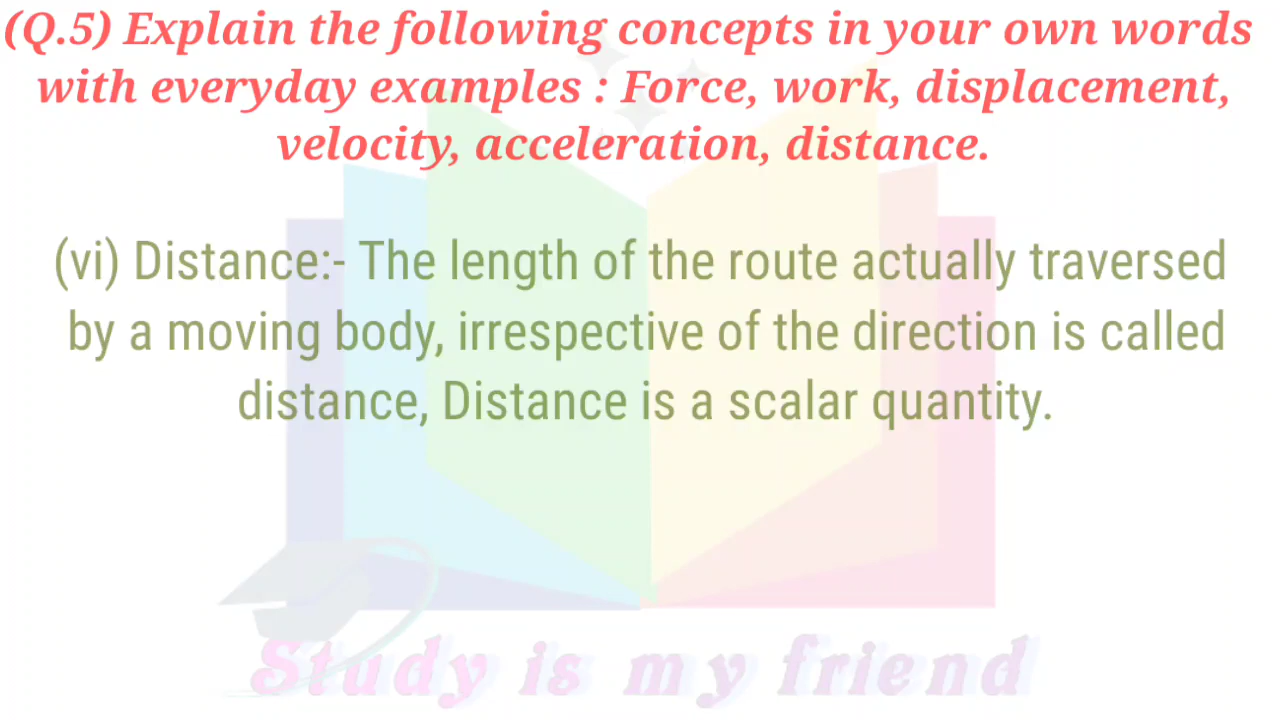 (Q.5) Explain the following concepts in your own words
with everyday examples : Force, work, displacement,
velocity, acceleration, distance.
(vi) Distance:- The length of the route actually traversed
by a moving body, irrespective of the direction is called
distance, Distance is a scalar quantity.
Study is my friend